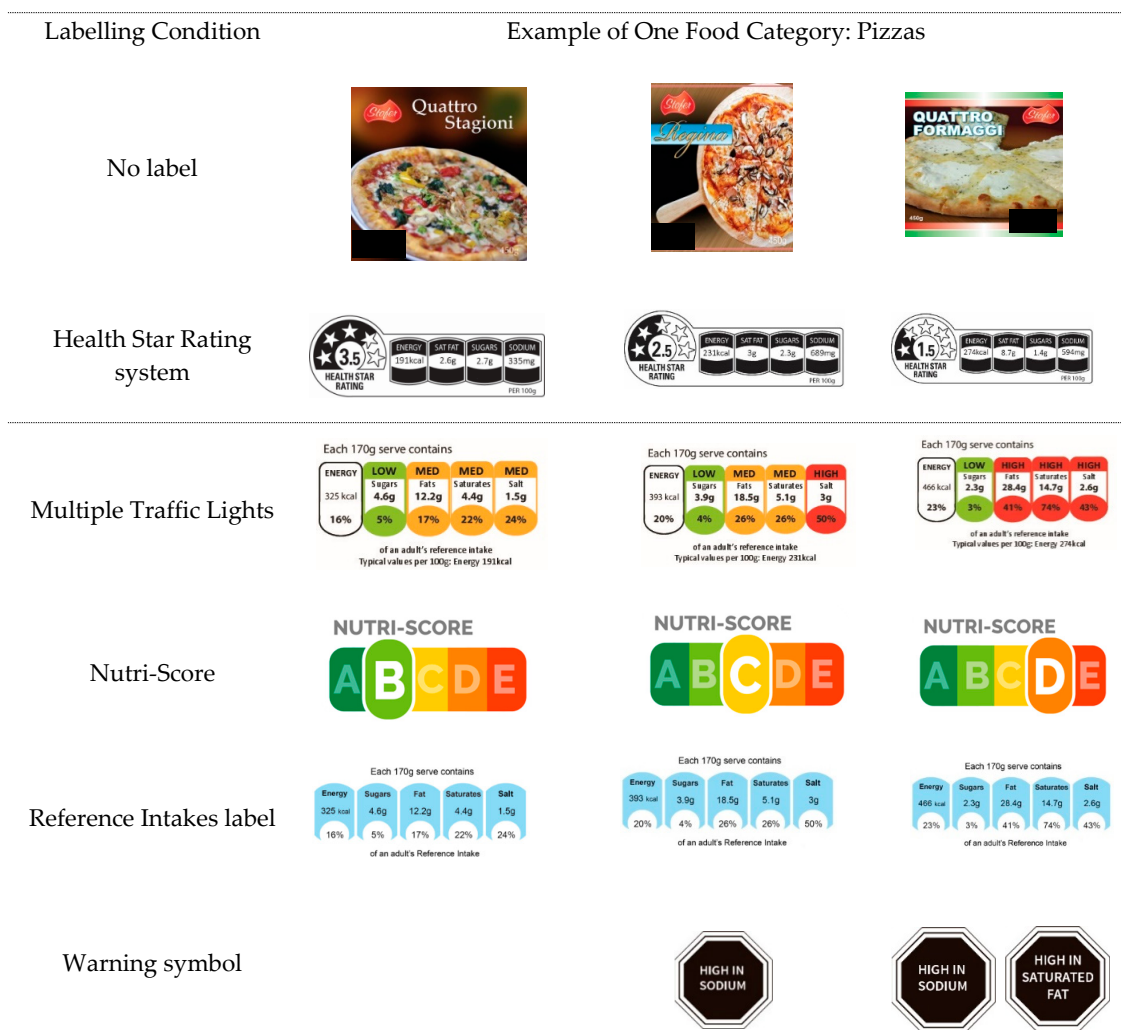 Labelling Condition
Example of One Food Category: Pizzas
No label
Stofer
Quattro
Stagioni
450g
Stofer
Regina
450g
Stofer
QUATTRO
FORMAGGI
450g
Health Star Rating
system
3.5
HEALTH STAR
RATING
ENERGY SAT FAT SUGARS SODIUM
191kcal 2.6g 2.7g 335mg
PER 100g
2.5
HEALTH STAR
RATING
ENERGY SAT FAT SUGARS SODIUM
231kcal 3g 2.3g 689mg
PER 100g
1.5
HEALTH STAR
RATING
ENERGY SAT FAT SUGARS SODIUM
274kcal 8.7g 1.4g 594mg
PER 100g
Multiple Traffic Lights
Each 170g serve contains
ENERGY LOW MED MED MED
Sugars Fats Saturates Salt
325 kcal 4.6g 12.2g 4.4g 1.5g
16% 5% 17% 22% 24%
of an adult's reference intake
Typical values per 100g: Energy 191kcal
Each 170g serve contains
ENERGY LOW MED MED HIGH
Sugars Fats Saturates Salt
393 kcal 3.9g 18.5g 5.1g 3g
20% 4% 26% 26% 50%
of an adult's reference intake
Typical values per 100g: Energy 231kcal
Each 170g serve contains
ENERGY LOW HIGH HIGH HIGH
Sugars Fats Saturates Salt
466 kcal 2.3g 28.4g 14.7g 2.6g
23% 3% 41% 74% 43%
of an adult's reference intake
Typical values per 100g: Energy 274kcal
Nutri-Score
NUTRI-SCORE
A B C D E
NUTRI-SCORE
A B C D E
NUTRI-SCORE
A B C D E
Reference Intakes label
Each 170g serve contains
Energy Sugars Fat Saturates Salt
325 kcal 4.6g 12.2g 4.4g 1.5g
16% 5% 17% 22% 24%
of an adult's Reference Intake
Each 170g serve contains
Energy Sugars Fat Saturates Salt
393 kcal 3.9g 18.5g 5.1g 3g
20% 4% 26% 26% 50%
of an adult's Reference Intake
Each 170g serve contains
Energy Sugars Fat Saturates Salt
466 kcal 2.3g 28.4g 14.7g 2.6g
23% 3% 41% 74% 43%
of an adult's Reference Intake
Warning symbol
HIGH IN
SODIUM
HIGH IN
SODIUM
HIGH IN
SATURATED
FAT